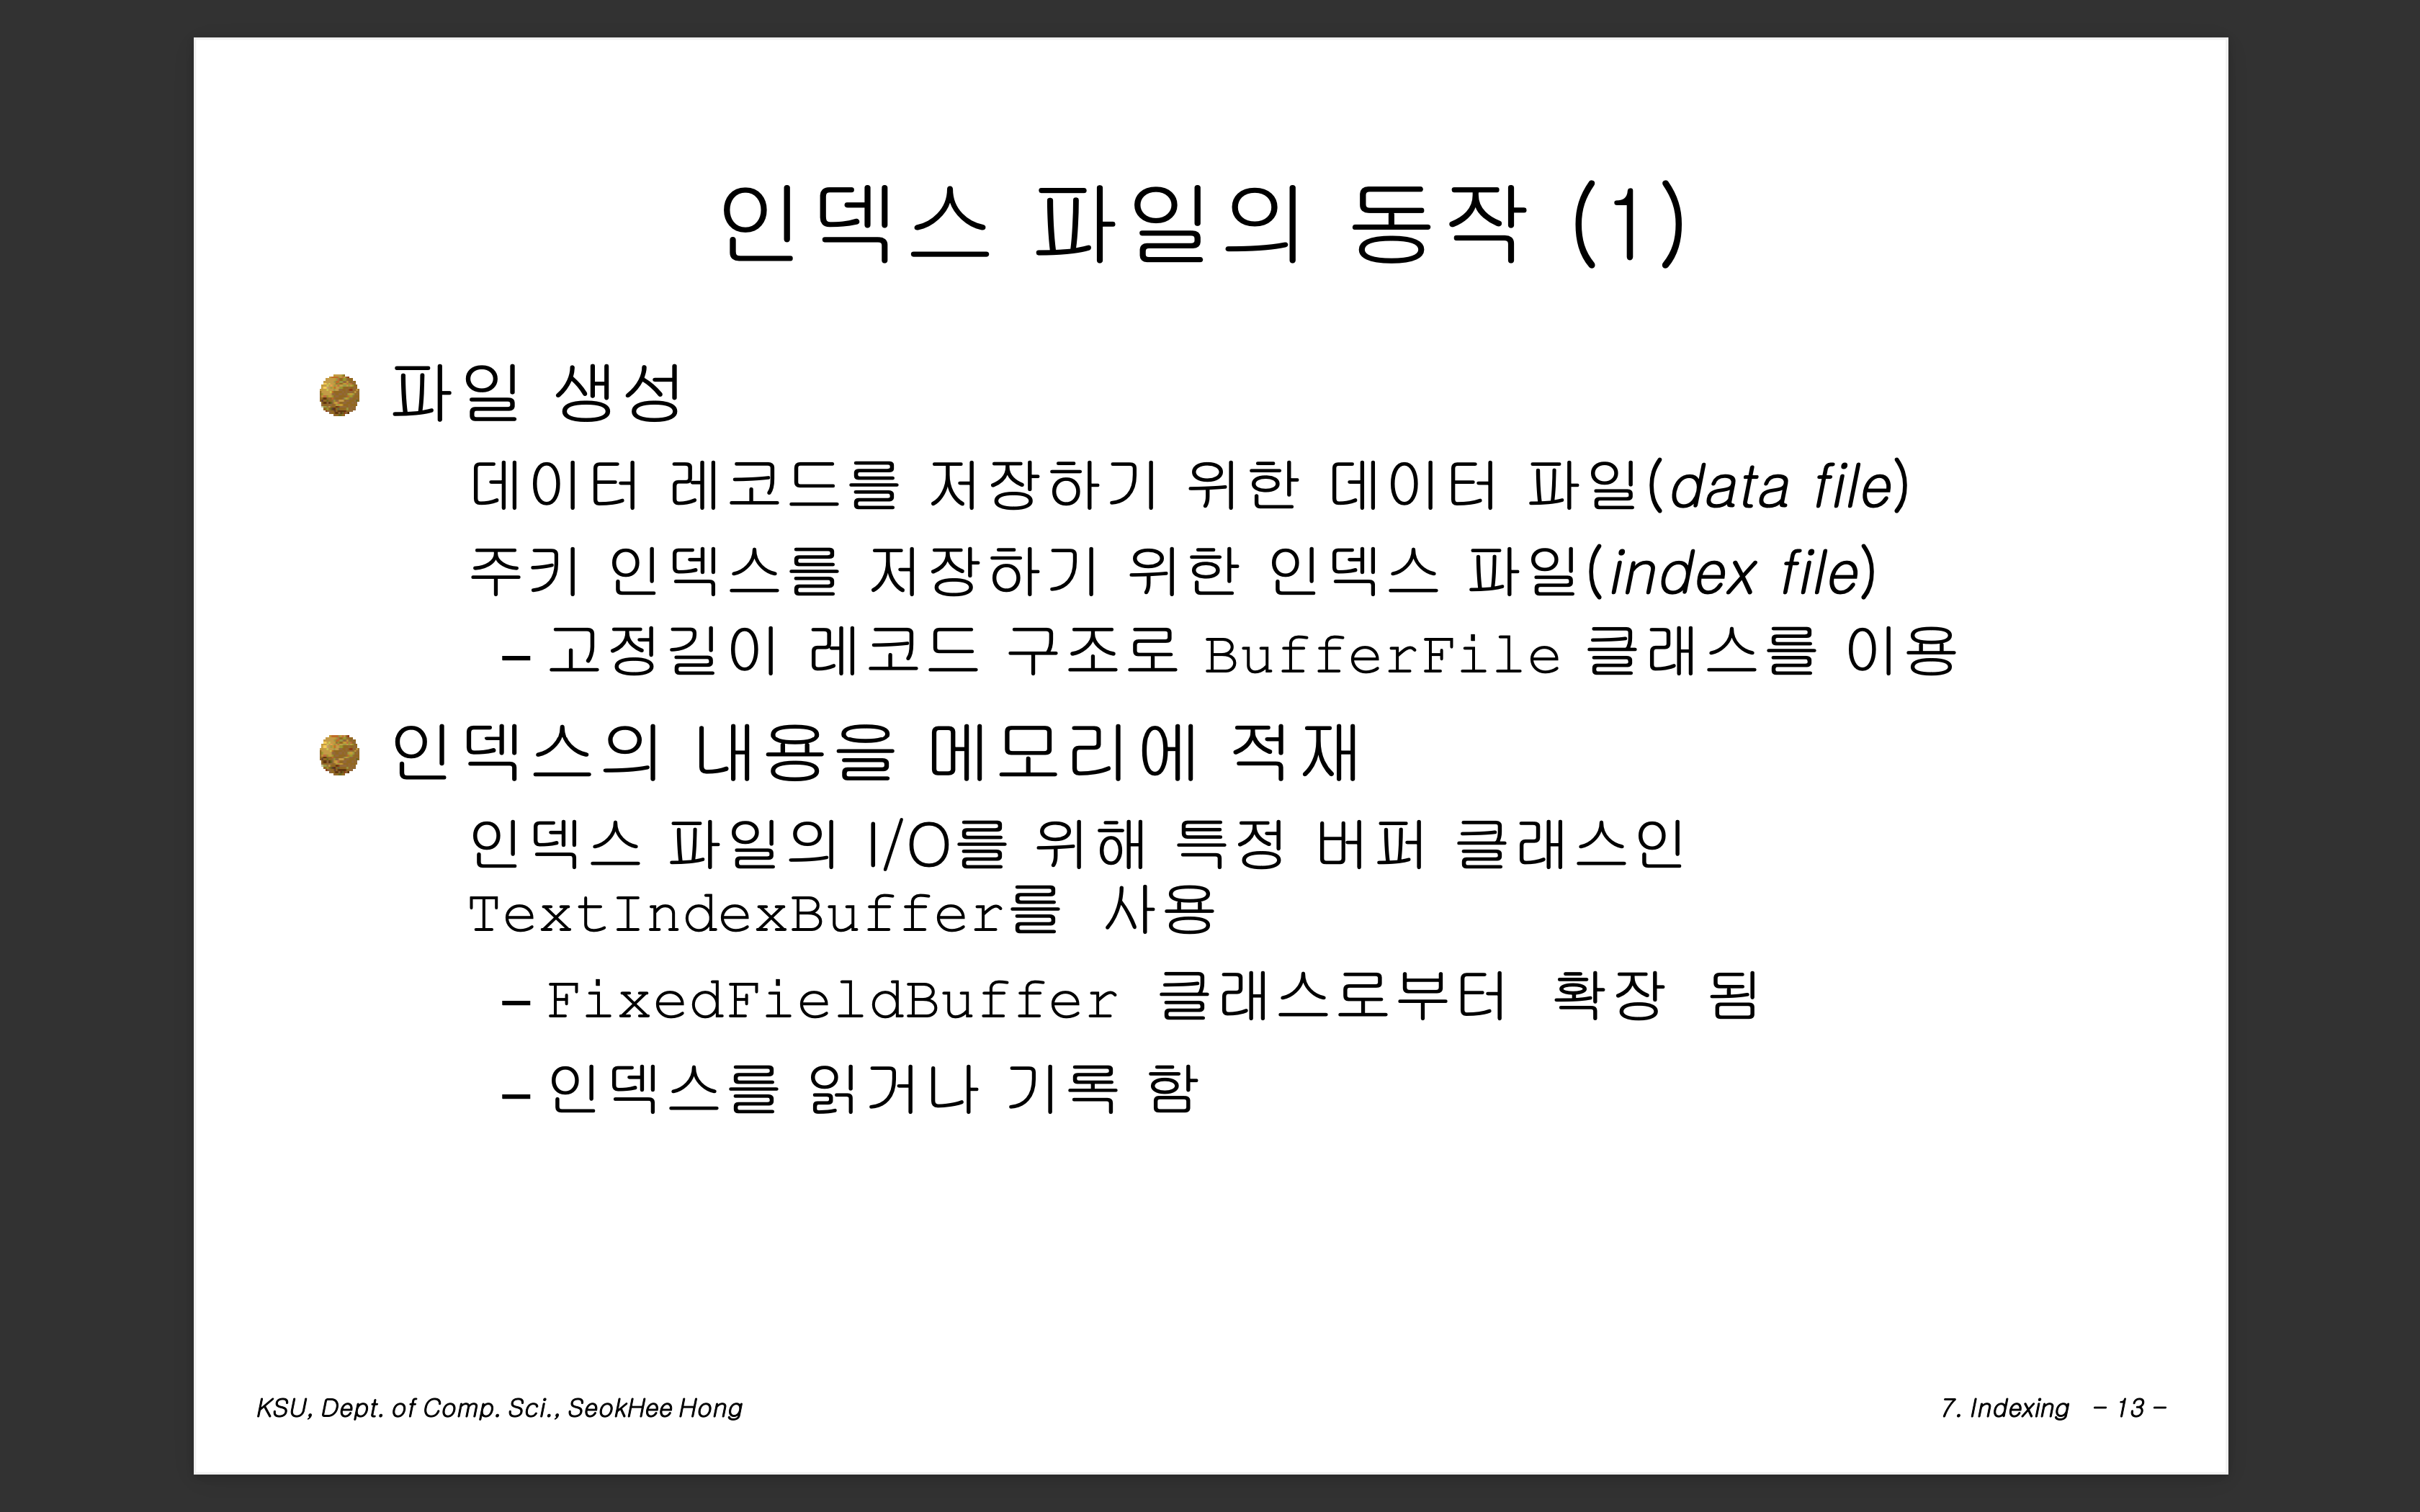 인덱스 파일의 동작 (1)
파일 생성
데이터 레코드를 저장하기 위한 데이터 파일(data file)
주키 인덱스를 저장하기 위한 인덱스 파일(index file)
– 고정길이 레코드 구조로 BufferFile 클래스를 이용
인덱스의 내용을 메모리에 적재
인덱스 파일의 I/O를 위해 특정 버퍼 클래스인
TextIndexBuffer를 사용
– FixedFieldBuffer 클래스로부터 확장 됨
– 인덱스를 읽거나 기록 함
KSU, Dept. of Comp. Sci., SeokHee Hong
7. Indexing – 13 –